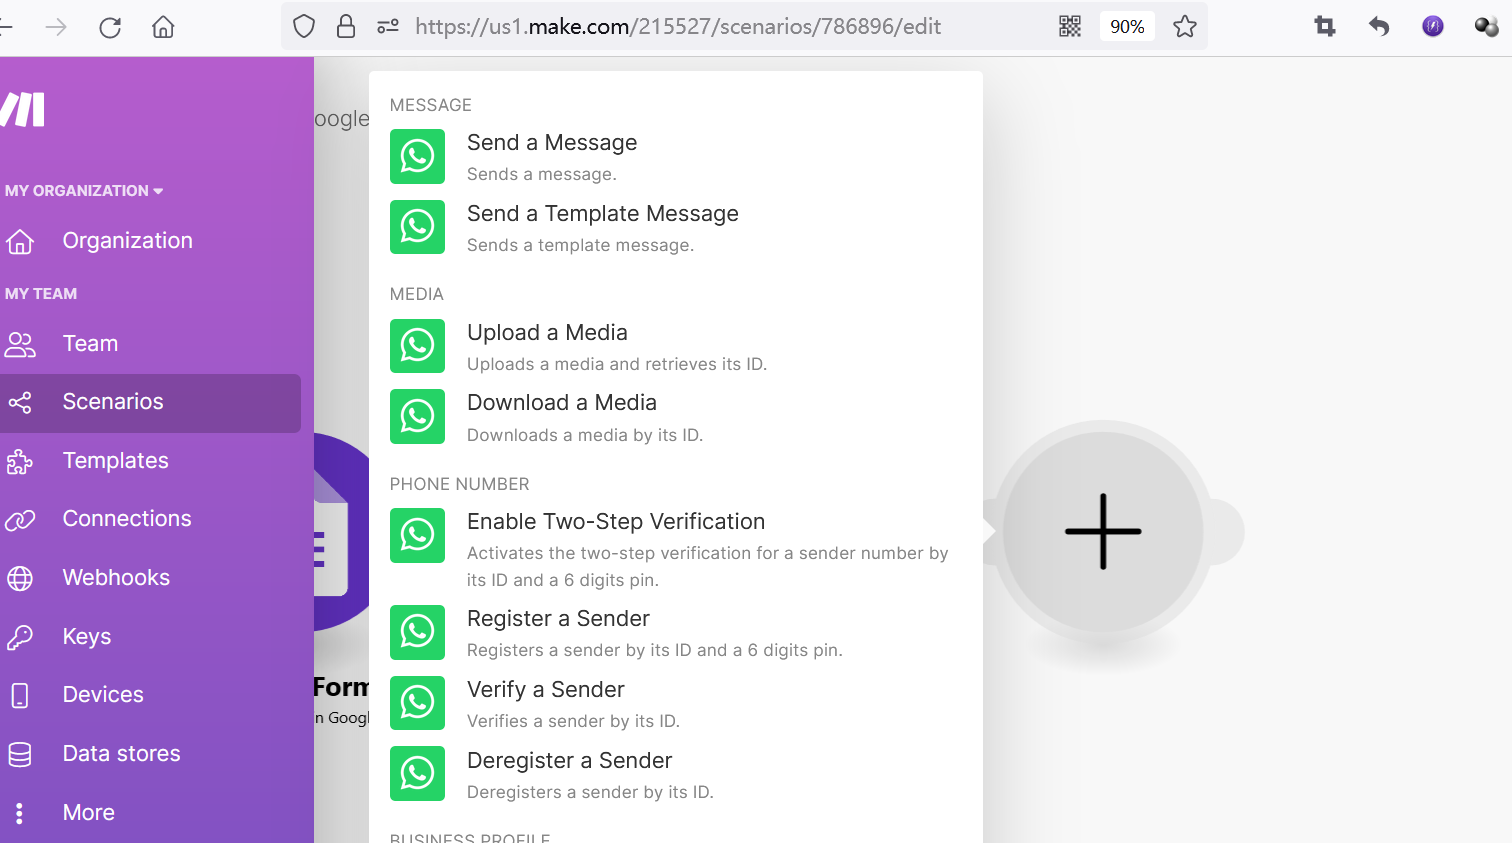 https://us1.make.com/215527/scenarios/786896/edit
90%
MY ORGANIZATION
Organization
MY TEAM
Team
Scenarios
Templates
Connections
Webhooks
Keys
Devices
Data stores
More
oogle
Form
n Googl
MESSAGE
Send a Message
Sends a message.
Send a Template Message
Sends a template message.
MEDIA
Upload a Media
Uploads a media and retrieves its ID.
Download a Media
Downloads a media by its ID.
PHONE NUMBER
Enable Two-Step Verification
Activates the two-step verification for a sender number by
its ID and a 6 digits pin.
Register a Sender
Registers a sender by its ID and a 6 digits pin.
Verify a Sender
Verifies a sender by its ID.
Deregister a Sender
Deregisters a sender by its ID.
BUSINESS PROFILE